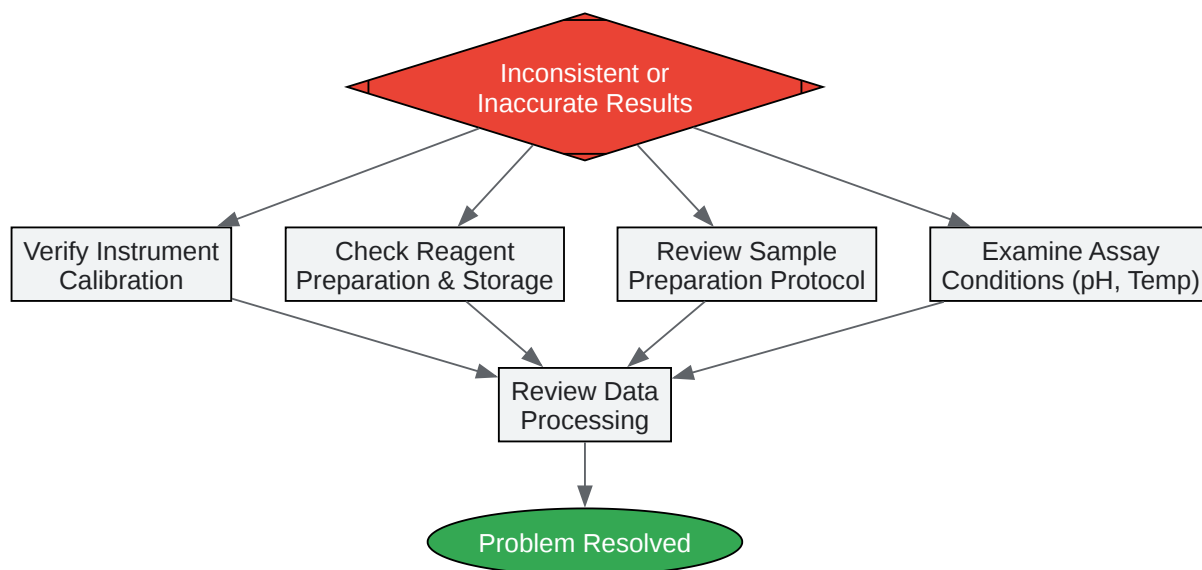 Inconsistent or
Inaccurate Results
Verify Instrument
Calibration
Check Reagent
Preparation & Storage
Review Sample
Preparation Protocol
Examine Assay
Conditions (pH, Temp)
Review Data
Processing
Problem Resolved